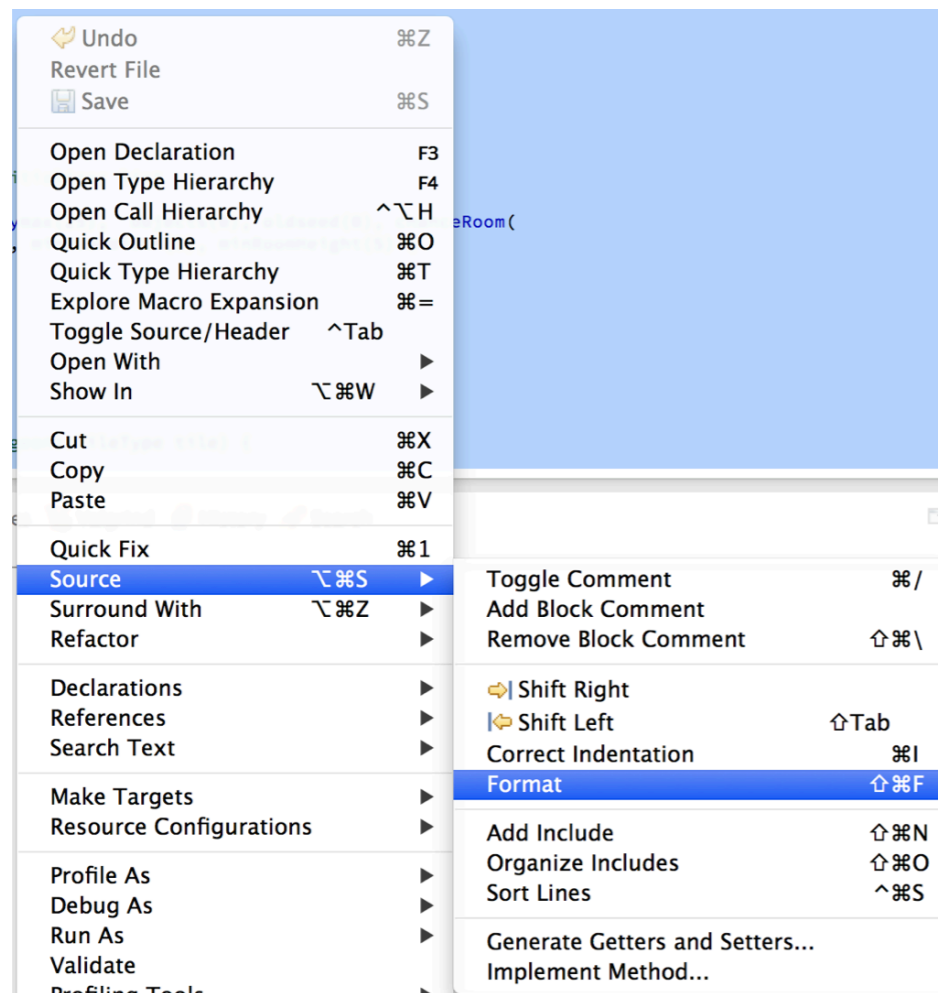 Undo ⌘Z
Revert File
Save ⌘S
Open Declaration F3
Open Type Hierarchy F4
Open Call Hierarchy ^⌥H
eRoom(
Quick Outline ⌘O
Quick Type Hierarchy ⌘T
Explore Macro Expansion ⌘=
Toggle Source/Header ^Tab
Open With ▶
Show In ⌥⌘W ▶
Cut ⌘X
Copy ⌘C
Paste ⌘V
Quick Fix ⌘1
Source ⌥⌘S ▶
Surround With ⌥⌘Z ▶
Refactor ▶
Declarations ▶
References ▶
Search Text ▶
Make Targets ▶
Resource Configurations ▶
Profile As ▶
Debug As ▶
Run As ▶
Validate
Profiling Tools ▶
Toggle Comment ⌘/
Add Block Comment
Remove Block Comment ⇧⌘\
Shift Right
Shift Left ⇧Tab
Correct Indentation ⌘I
Format ⇧⌘F
Add Include ⇧⌘N
Organize Includes ⇧⌘O
Sort Lines ^⌘S
Generate Getters and Setters...
Implement Method...